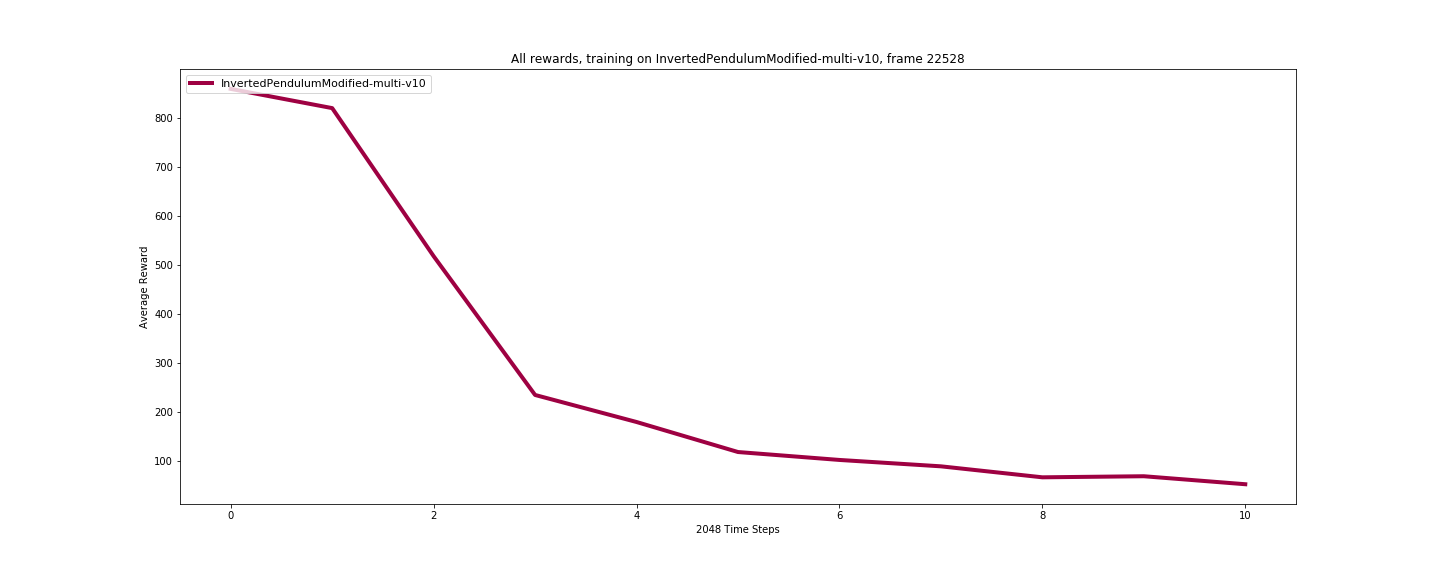 All rewards, training on InvertedPendulumModified-multi-v10, frame 22528
InvertedPendulumModified-multi-v10
800
700
600
500
400
300
200
100
Average Reward
0 2 4 6 8 10
2048 Time Steps